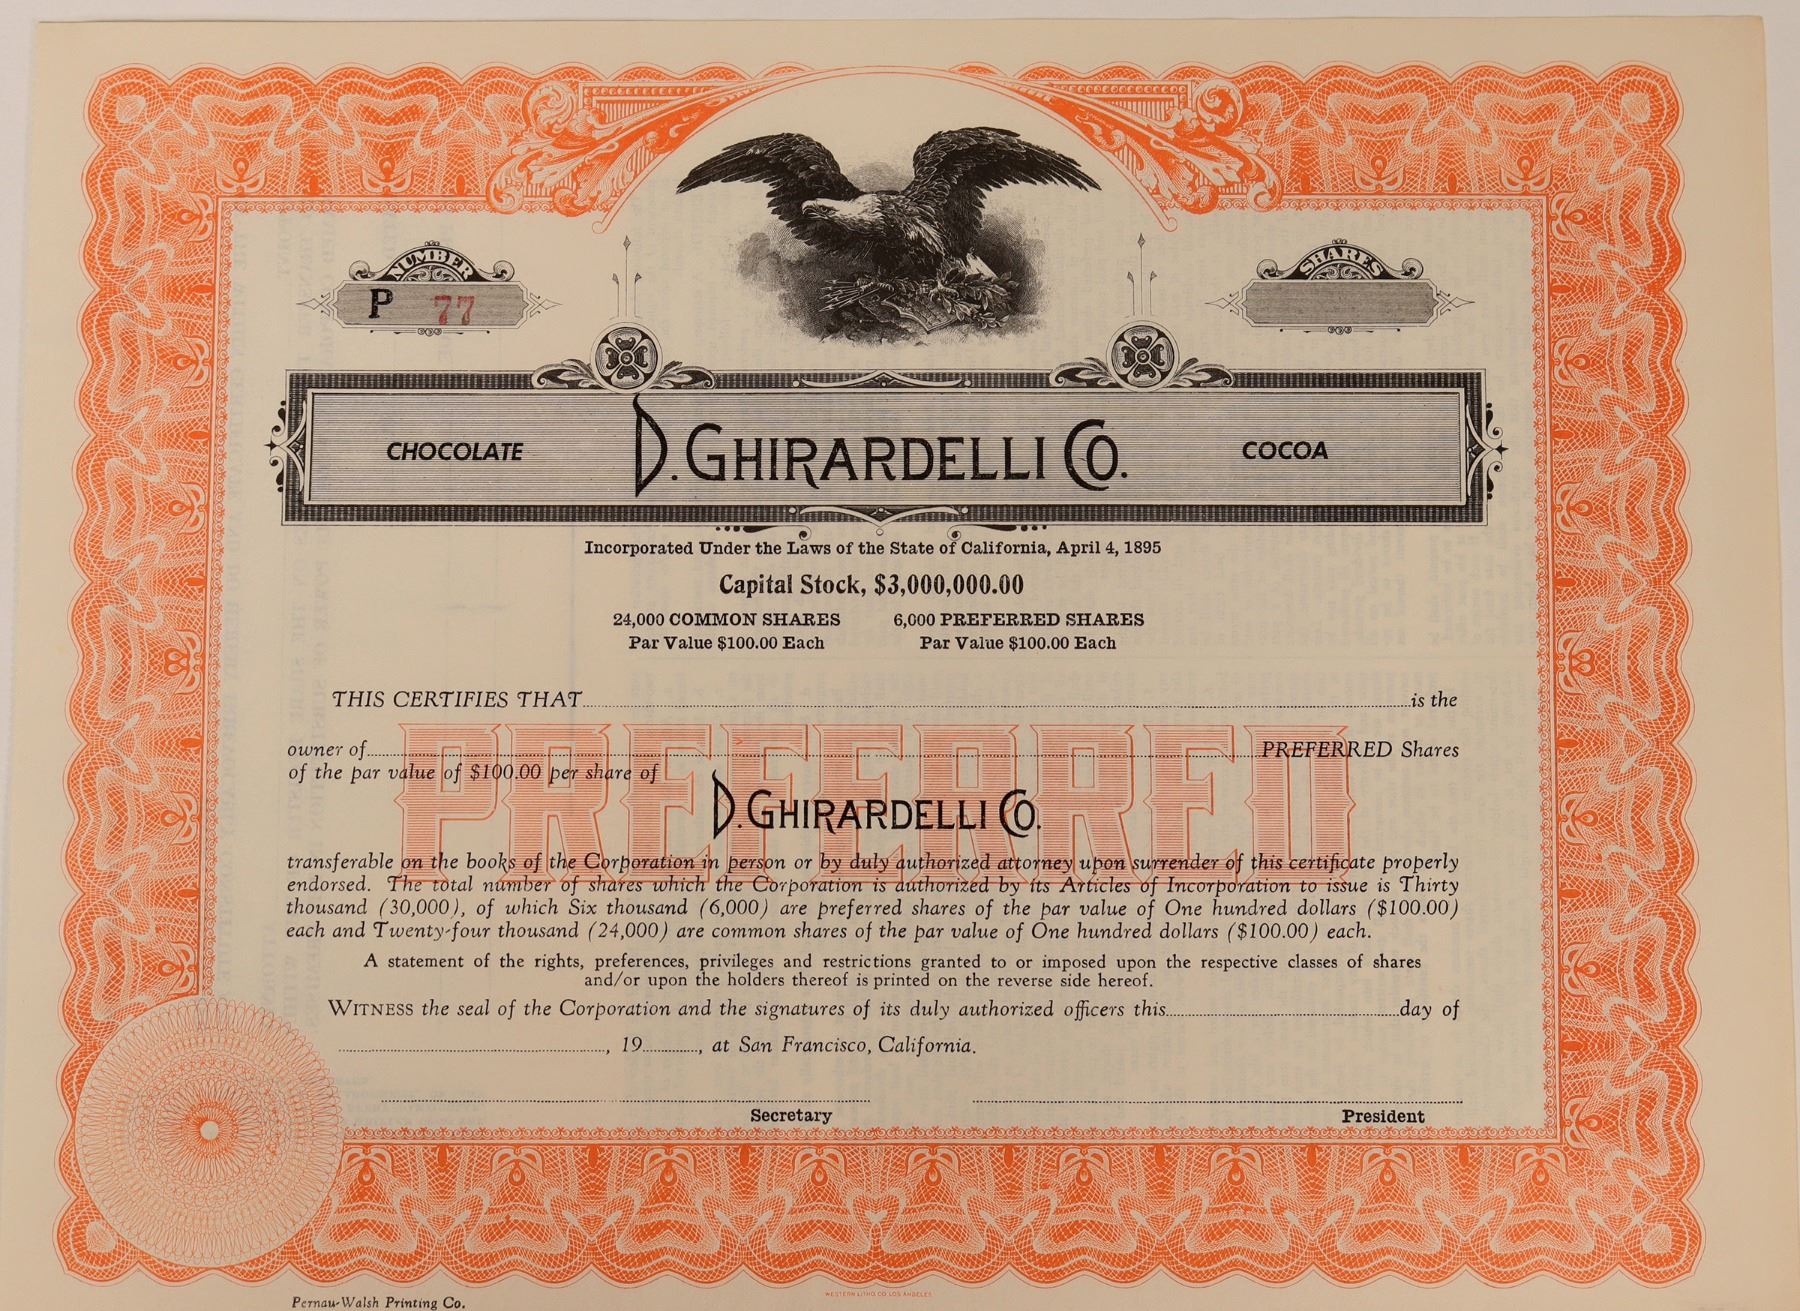 NUMBER
P 77
SHARES
CHOCOLATE D. GHIRARDELLI CO. COCOA
Incorporated Under the Laws of the State of California, April 4, 1895
Capital Stock, $3,000,000.00
24,000 COMMON SHARES 6,000 PREFERRED SHARES
Par Value $100.00 Each Par Value $100.00 Each
THIS CERTIFIES THAT is the
PREFERRED
owner of PREFERRED Shares
of the par value of $100.00 per share of
D. GHIRARDELLI CO.
transferable on the books of the Corporation in person or by duly authorized attorney upon surrender of this certificate properly
endorsed. The total number of shares which the Corporation is authorized by its Articles of Incorporation to issue is Thirty
thousand (30,000), of which Six thousand (6,000) are preferred shares of the par value of One hundred dollars ($100.00)
each and Twenty-four thousand (24,000) are common shares of the par value of One hundred dollars ($100.00) each.
A statement of the rights, preferences, privileges and restrictions granted to or imposed upon the respective classes of shares
and/or upon the holders thereof is printed on the reverse side hereof.
WITNESS the seal of the Corporation and the signatures of its duly authorized officers this day of
, 19 , at San Francisco, California.
Secretary President
Pernau-Walsh Printing Co.
WESTERN LITHO. CO. LOS ANGELES